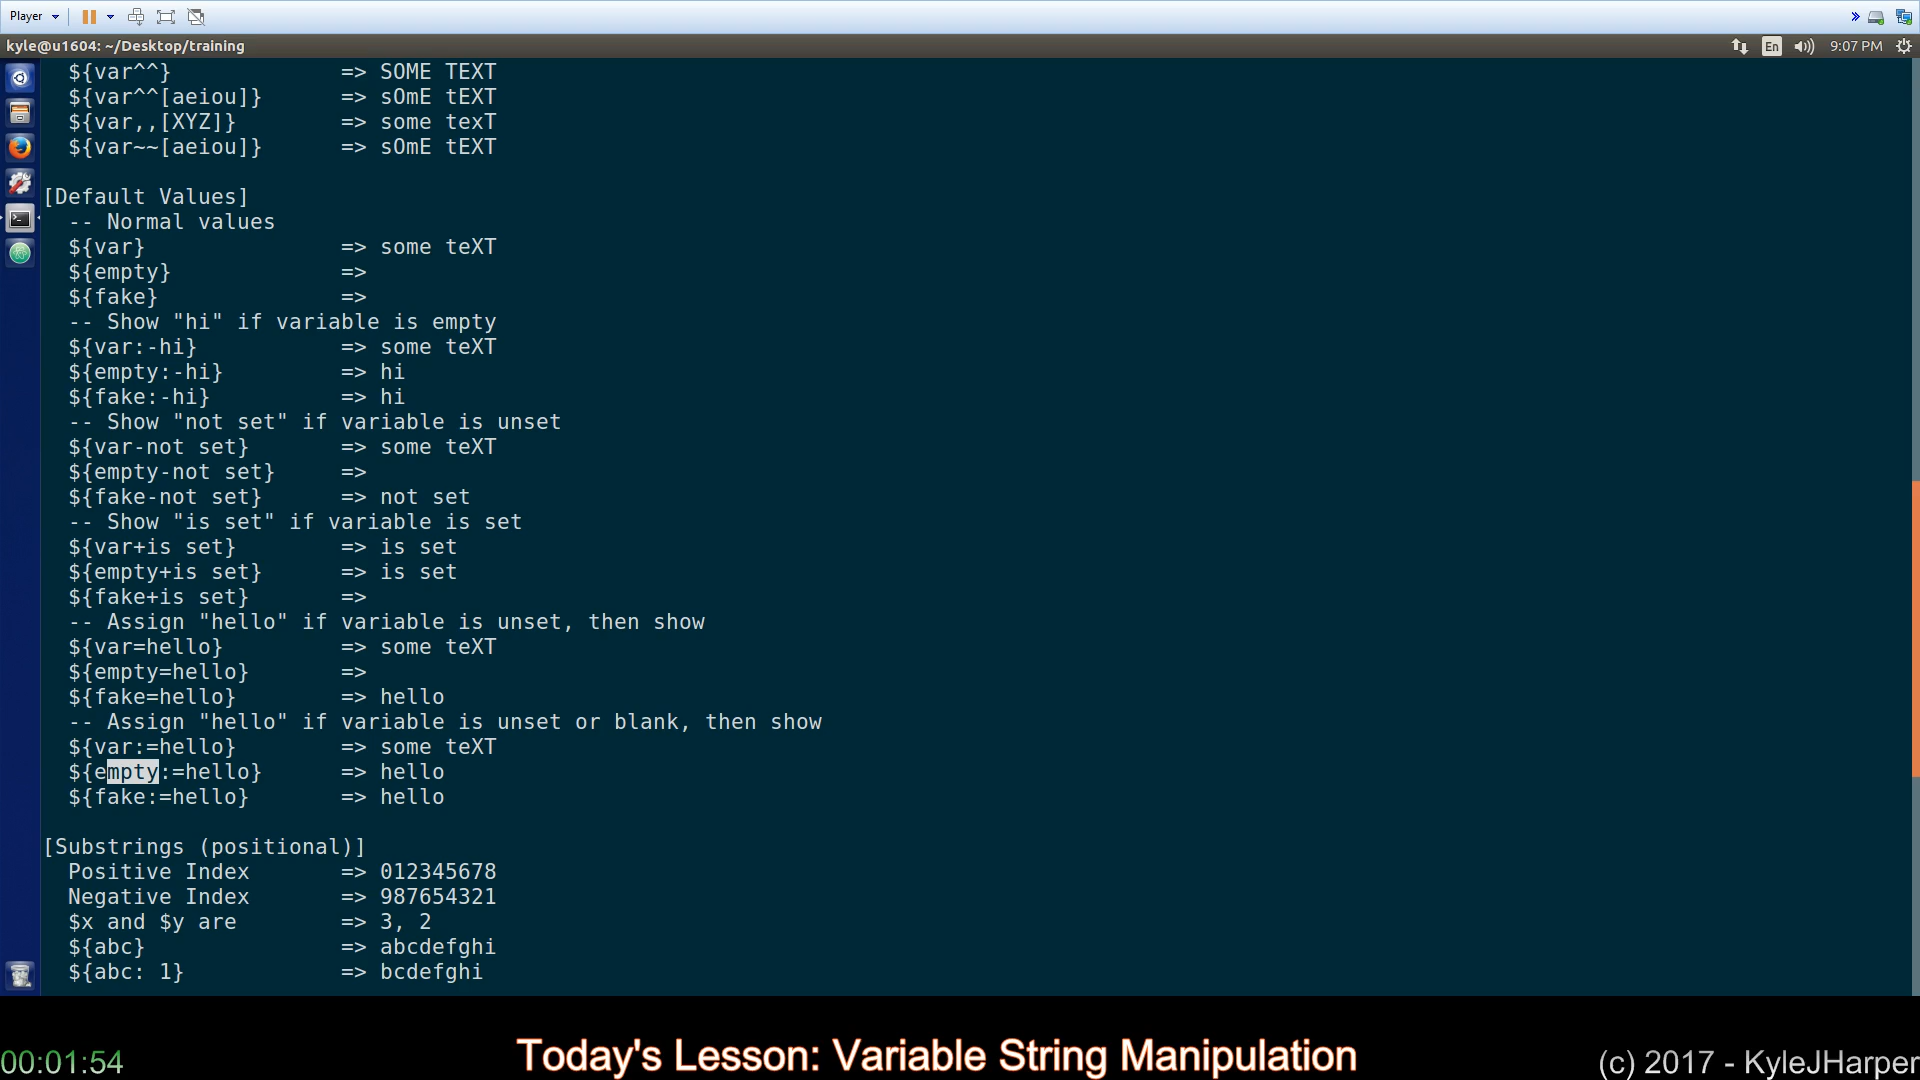 Player
kyle@u1604: ~/Desktop/training
En
9:07 PM
${var^^} => SOME TEXT
${var^^[aeiou]} => sOmE tEXT
${var,,[XYZ]} => some texT
${var~~[aeiou]} => sOmE tEXT
[Default Values]
-- Normal values
${var} => some teXT
${empty} =>
${fake} =>
-- Show "hi" if variable is empty
${var:-hi} => some teXT
${empty:-hi} => hi
${fake:-hi} => hi
-- Show "not set" if variable is unset
${var-not set} => some teXT
${empty-not set} =>
${fake-not set} => not set
-- Show "is set" if variable is set
${var+is set} => is set
${empty+is set} => is set
${fake+is set} =>
-- Assign "hello" if variable is unset, then show
${var=hello} => some teXT
${empty=hello} =>
${fake=hello} => hello
-- Assign "hello" if variable is unset or blank, then show
${var:=hello} => some teXT
${empty:=hello} => hello
${fake:=hello} => hello
[Substrings (positional)]
Positive Index => 012345678
Negative Index => 987654321
$x and $y are => 3, 2
${abc} => abcdefghi
${abc: 1} => bcdefghi
00:01:54
Today's Lesson: Variable String Manipulation
(c) 2017 - KyleJHarper